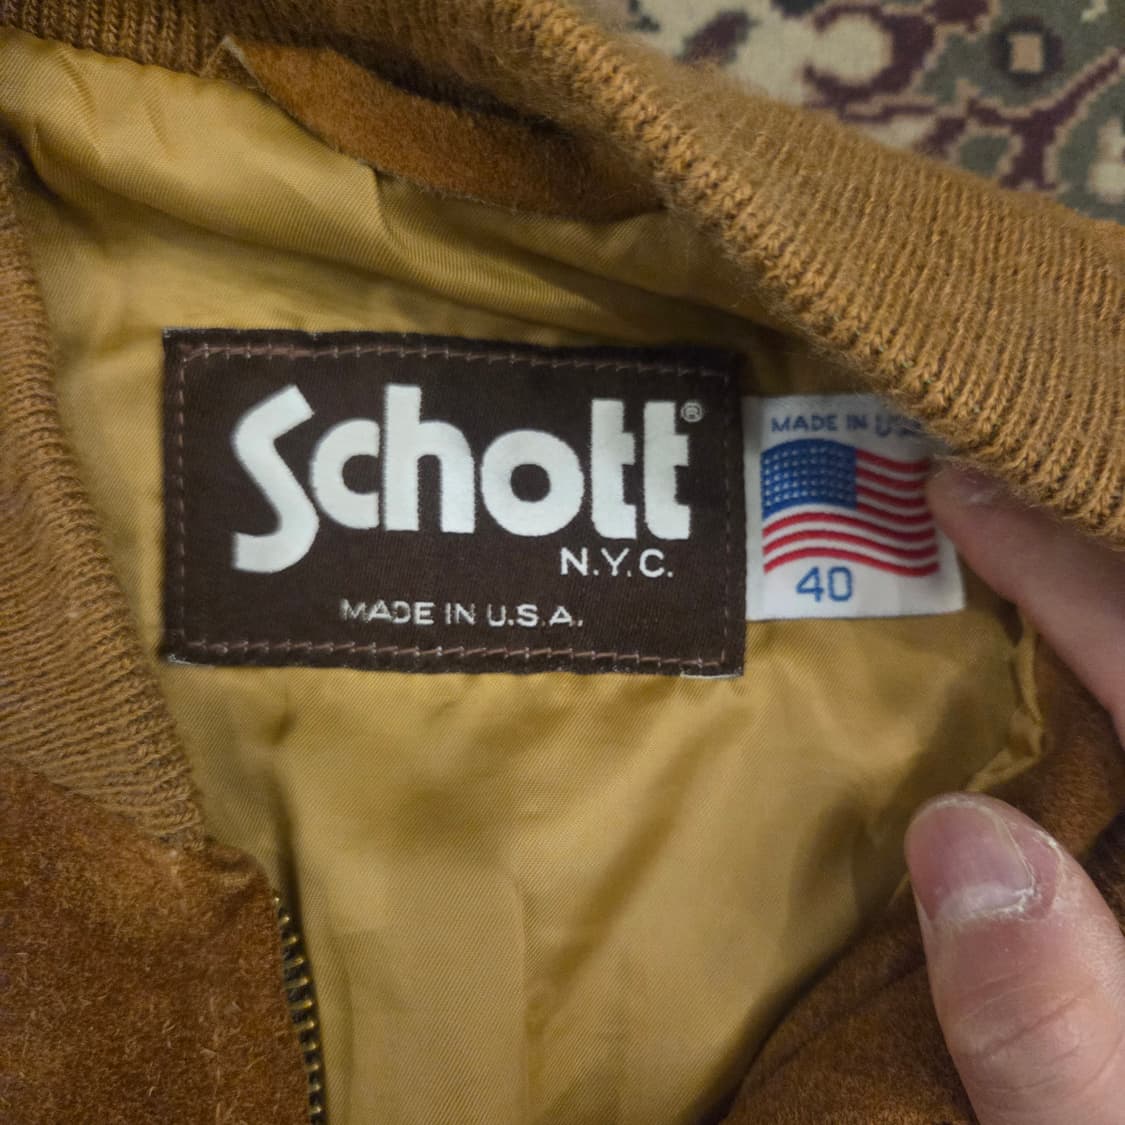 Schott®
N.Y.C.
MADE IN U.S.A.
MADE IN
40